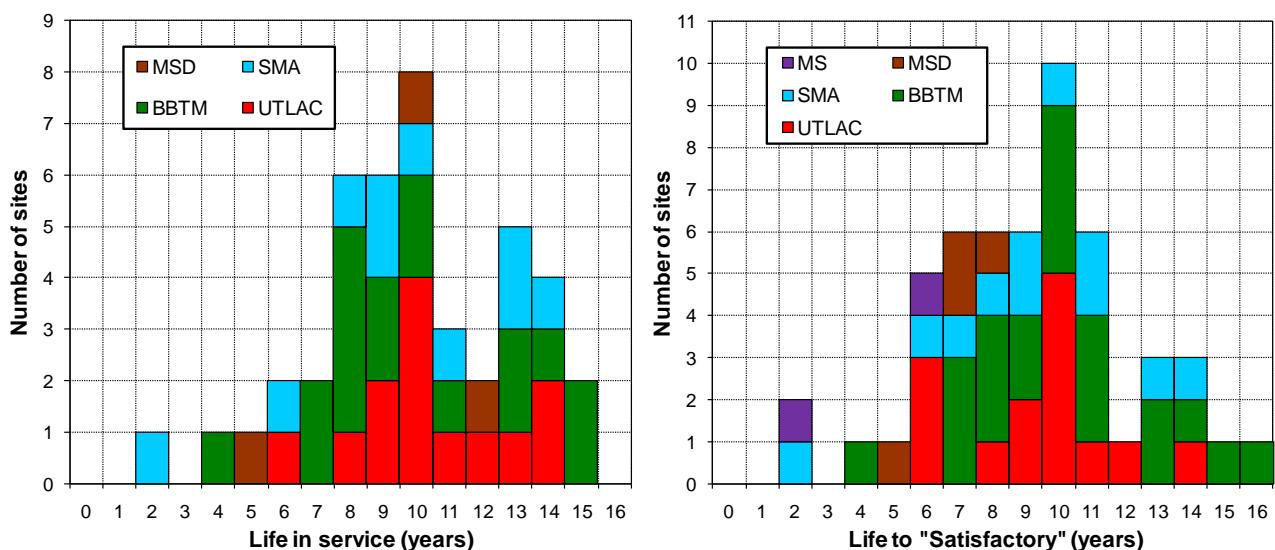 9
8
7
6
5
4
3
2
1
0
Number of sites
MSD SMA
BBTM UTLAC
0 1 2 3 4 5 6 7 8 9 10 11 12 13 14 15 16
Life in service (years)
11
10
9
8
7
6
5
4
3
2
1
0
Number of sites
MS MSD
SMA BBTM
UTLAC
0 1 2 3 4 5 6 7 8 9 10 11 12 13 14 15 16
Life to "Satisfactory" (years)